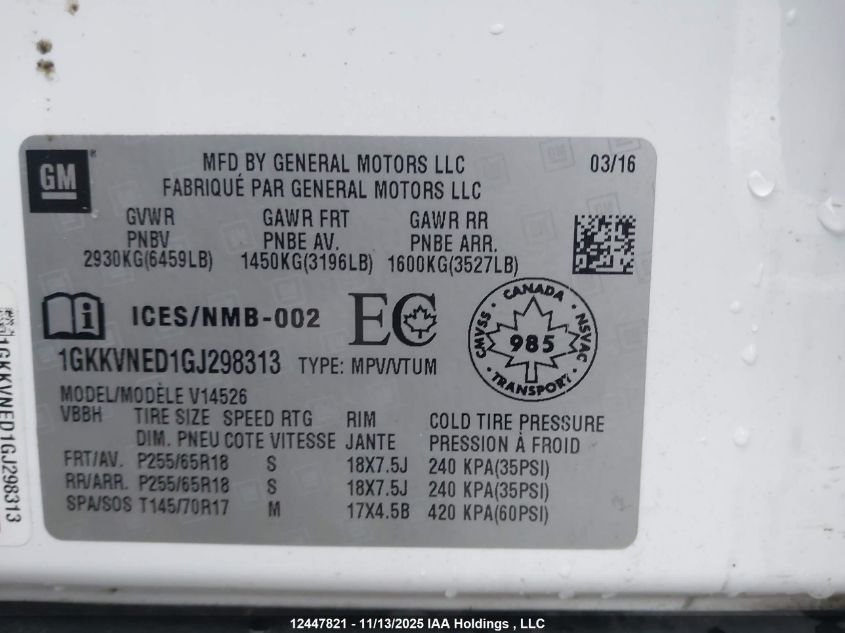 GM
MFD BY GENERAL MOTORS LLC 03/16
FABRIQUÉ PAR GENERAL MOTORS LLC
GVWR GAWR FRT GAWR RR
PNBV PNBE AV. PNBE ARR.
2930KG(6459LB) 1450KG(3196LB) 1600KG(3527LB)
i ICES/NMB-002 EC
CANADA
CMVSS 985 NSVAC
TRANSPORT
1GKKVNED1GJ298313 TYPE: MPV/VTUM
MODEL/MODÈLE V14526
VBBH TIRE SIZE SPEED RTG RIM COLD TIRE PRESSURE
DIM. PNEU COTE VITESSE JANTE PRESSION À FROID
FRT/AV. P255/65R18 S 18X7.5J 240 KPA(35PSI)
RR/ARR. P255/65R18 S 18X7.5J 240 KPA(35PSI)
SPA/SOS T145/70R17 M 17X4.5B 420 KPA(60PSI)
1GKKVNED1GJ298313
12447821 - 11/13/2025 IAA Holdings , LLC